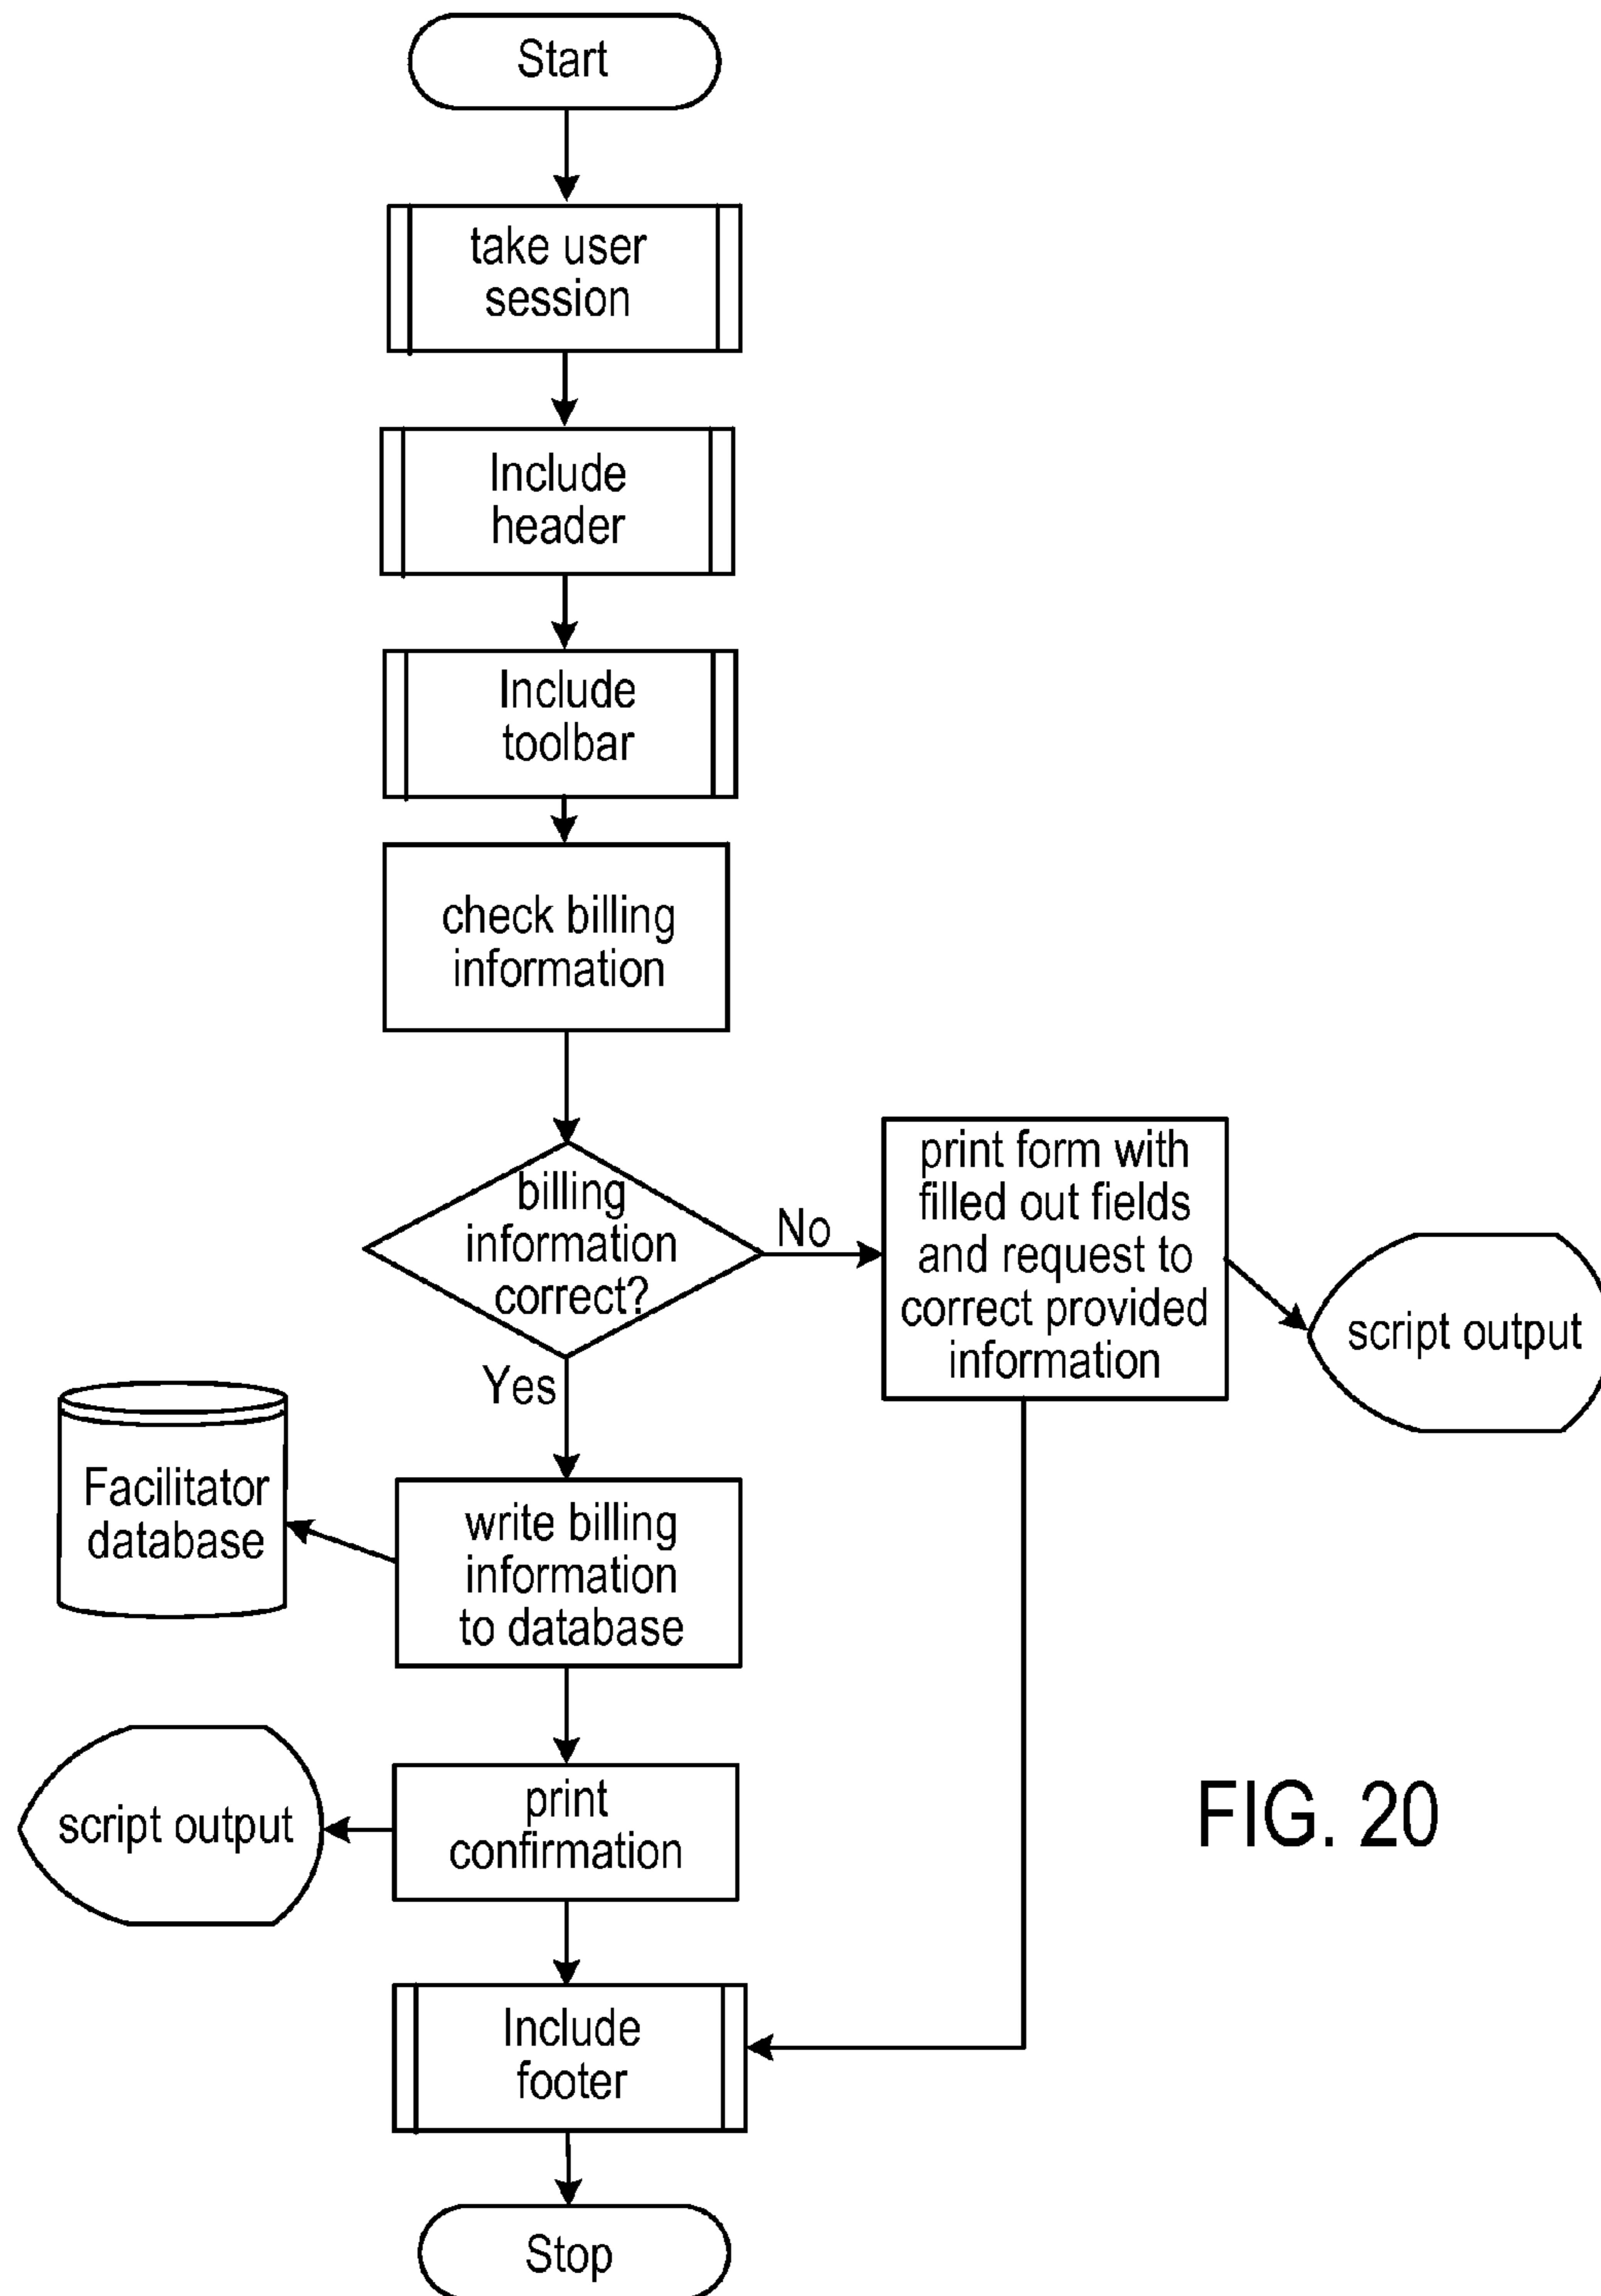 Start
take user
session
Include
header
Include
toolbar
check billing
information
billing
information
correct?
No
print form with
filled out fields
and request to
correct provided
information
script output
Yes
Facilitator
database
write billing
information
to database
print
confirmation
script output
Include
footer
Stop
FIG. 20